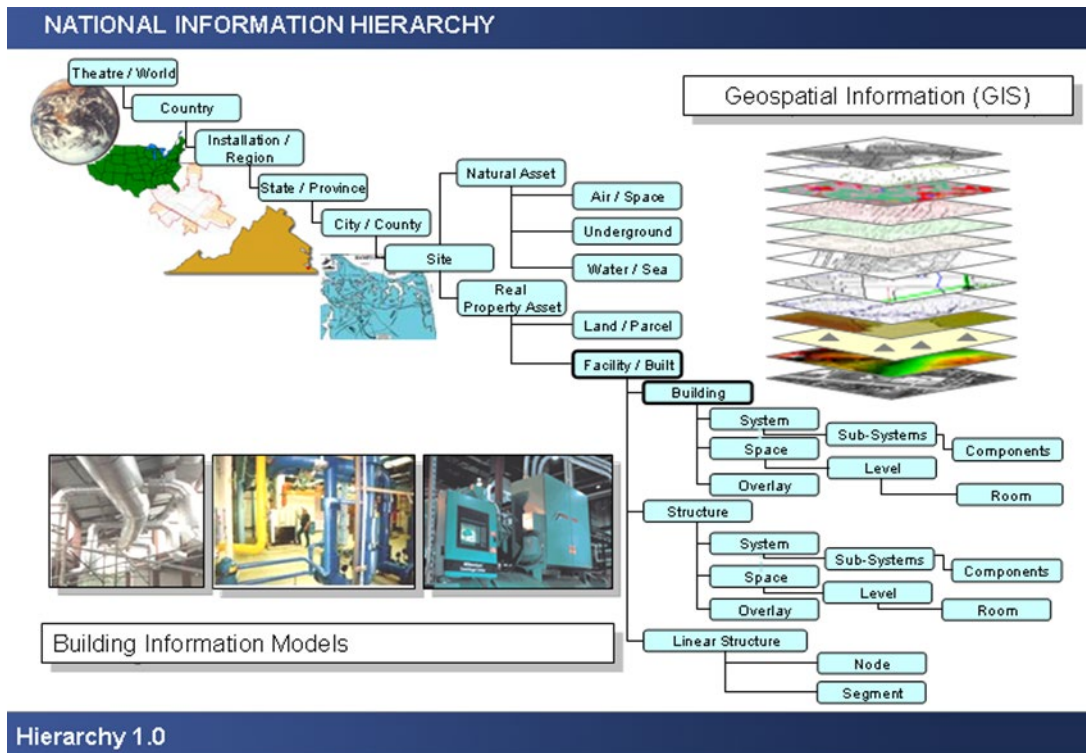 NATIONAL INFORMATION HIERARCHY
Theatre / World
Country
Installation /
Region
State / Province
City / County
Site
Natural Asset
Air / Space
Underground
Water / Sea
Real
Property Asset
Land / Parcel
Facility / Built
Building
System
Sub-Systems
Components
Space
Level
Room
Overlay
Structure
System
Sub-Systems
Components
Space
Level
Room
Overlay
Linear Structure
Node
Segment
Geospatial Information (GIS)
Building Information Models
Hierarchy 1.0